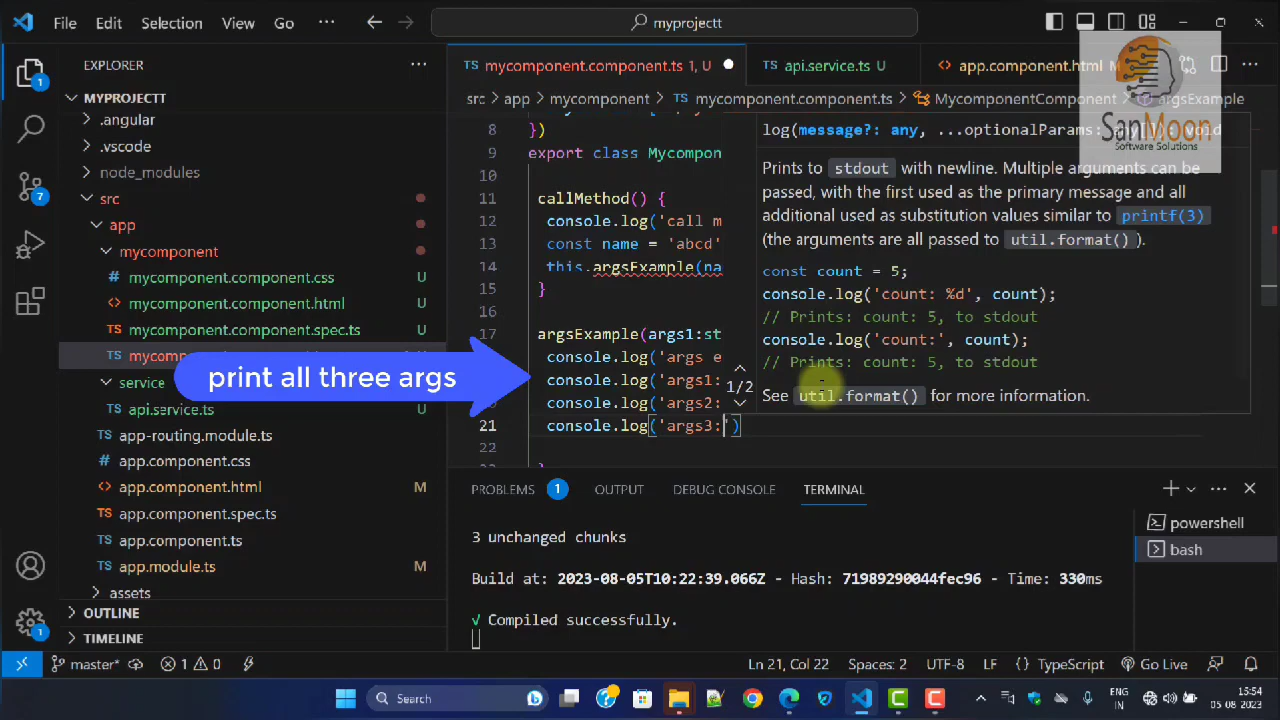 File Edit Selection View Go ··· myprojectt
EXPLORER ···
MYPROJECTT
.angular
.vscode
node_modules
src
app
mycomponent
# mycomponent.component.css U
<> mycomponent.component.html U
mycomponent.component.spec.ts U
TS
service
TS api.service.ts U
TS app-routing.module.ts
# app.component.css
<> app.component.html M
TS app.component.spec.ts
TS app.component.ts
TS app.module.ts M
assets
OUTLINE
TIMELINE
print all three args
TS mycomponent.component.ts 1, U
TS api.service.ts U
<> app.component.html M
src > app > mycomponent > TS mycomponent.component.ts > MycomponentComponent > argsExample
SanMoon
Software Solutions
8 })
9 export class Mycompon
10
11 callMethod() {
12 console.log('call m
13 const name = 'abcd'
14 this.argsExample(na
15 }
16
17 argsExample(args1:st
console.log('args e
console.log('args1:
console.log('args2:
21 console.log('args3:')
22
1/2
log(message?: any, ...optionalParams: any[]): void
Prints to stdout with newline. Multiple arguments can be
passed, with the first used as the primary message and all
additional used as substitution values similar to printf(3)
(the arguments are all passed to util.format() ).
const count = 5;
console.log('count: %d', count);
// Prints: count: 5, to stdout
console.log('count:', count);
// Prints: count: 5, to stdout
See util.format() for more information.
PROBLEMS 1 OUTPUT DEBUG CONSOLE TERMINAL
3 unchanged chunks
Build at: 2023-08-05T10:22:39.066Z - Hash: 71989290044fec96 - Time: 330ms
√ Compiled successfully.
powershell
bash
master* 1 0 Ln 21, Col 22 Spaces: 2 UTF-8 LF {} TypeScript Go Live
Search
ENG
IN
15:54
05-08-2023